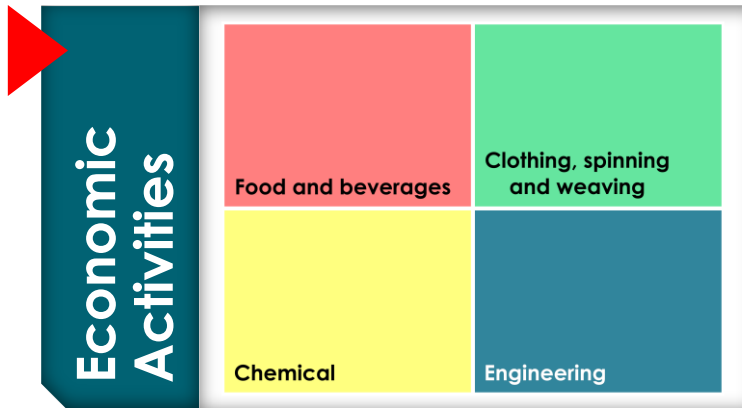 Economic
Activities
Food and beverages
Clothing, spinning
and weaving
Chemical
Engineering